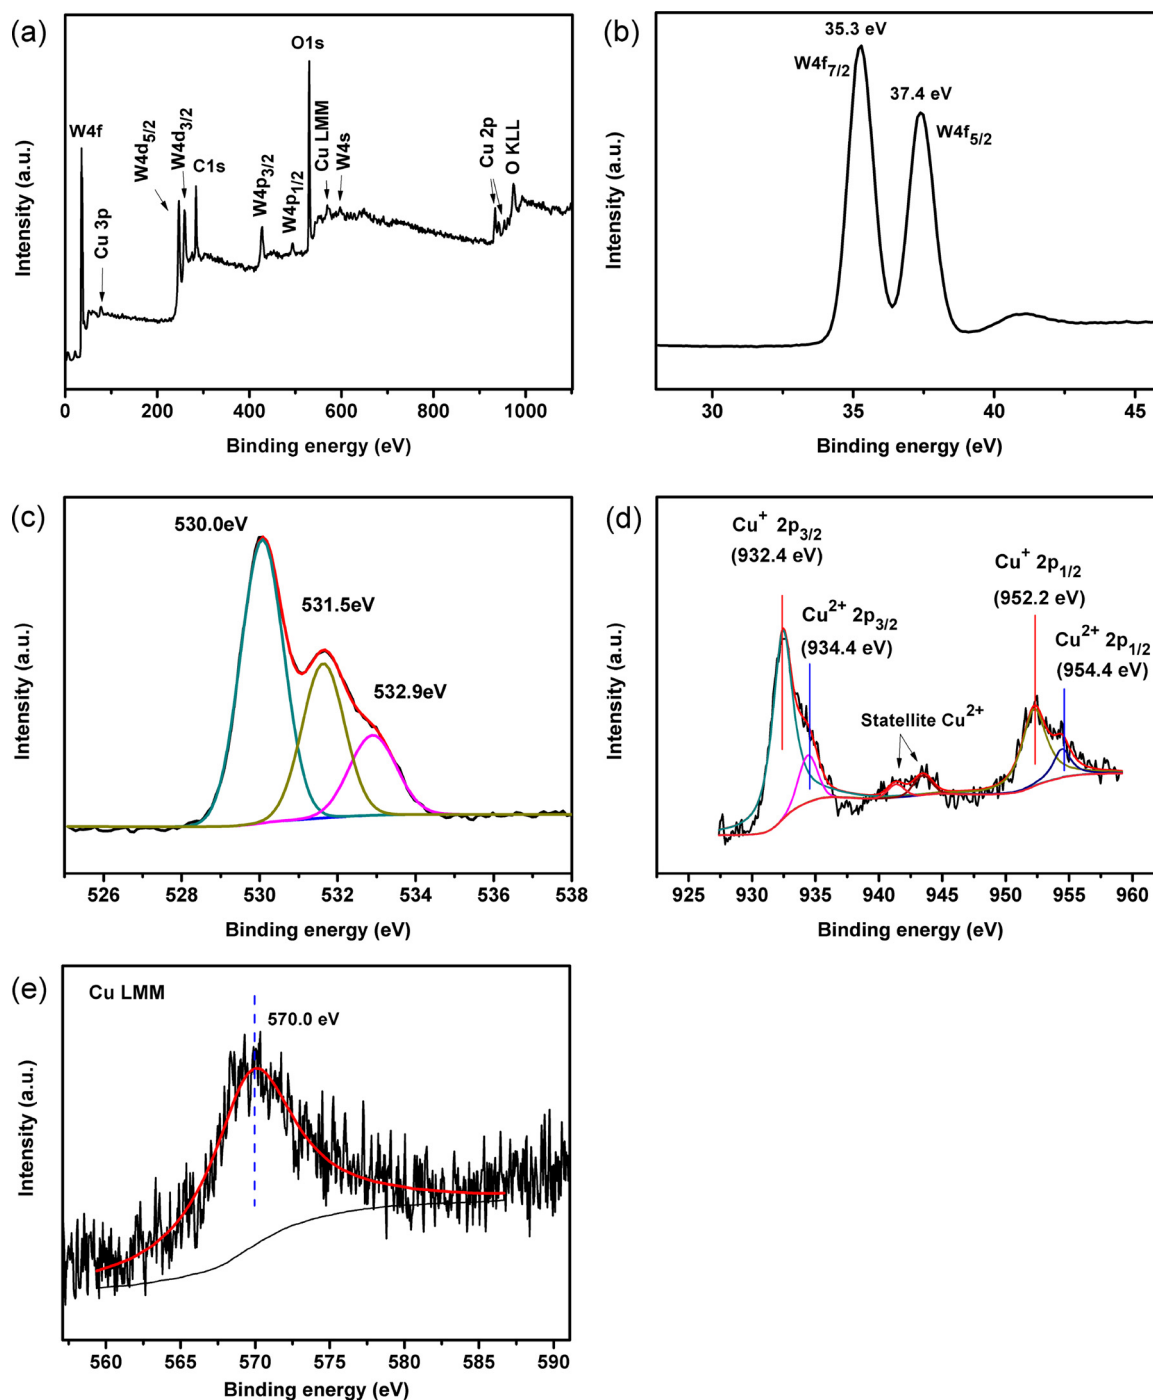 (a)
W4f
Cu 3p
W4d5/2
W4d3/2
C1s
W4p3/2
W4p1/2
O1s
Cu LMM
W4s
Cu 2p
O KLL
Intensity (a.u.)
0 200 400 600 800 1000
Binding energy (eV)
(b)
35.3 eV
W4f7/2
37.4 eV
W4f5/2
Intensity (a.u.)
30 35 40 45
Binding energy (eV)
(c)
530.0eV
531.5eV
532.9eV
Intensity (a.u.)
526 528 530 532 534 536 538
Binding energy (eV)
(d)
Cu+ 2p3/2
(932.4 eV)
Cu2+ 2p3/2
(934.4 eV)
Statellite Cu2+
Cu+ 2p1/2
(952.2 eV)
Cu2+ 2p1/2
(954.4 eV)
Intensity (a.u.)
925 930 935 940 945 950 955 960
Binding energy (eV)
(e)
Cu LMM
570.0 eV
Intensity (a.u.)
560 565 570 575 580 585 590
Binding energy (eV)